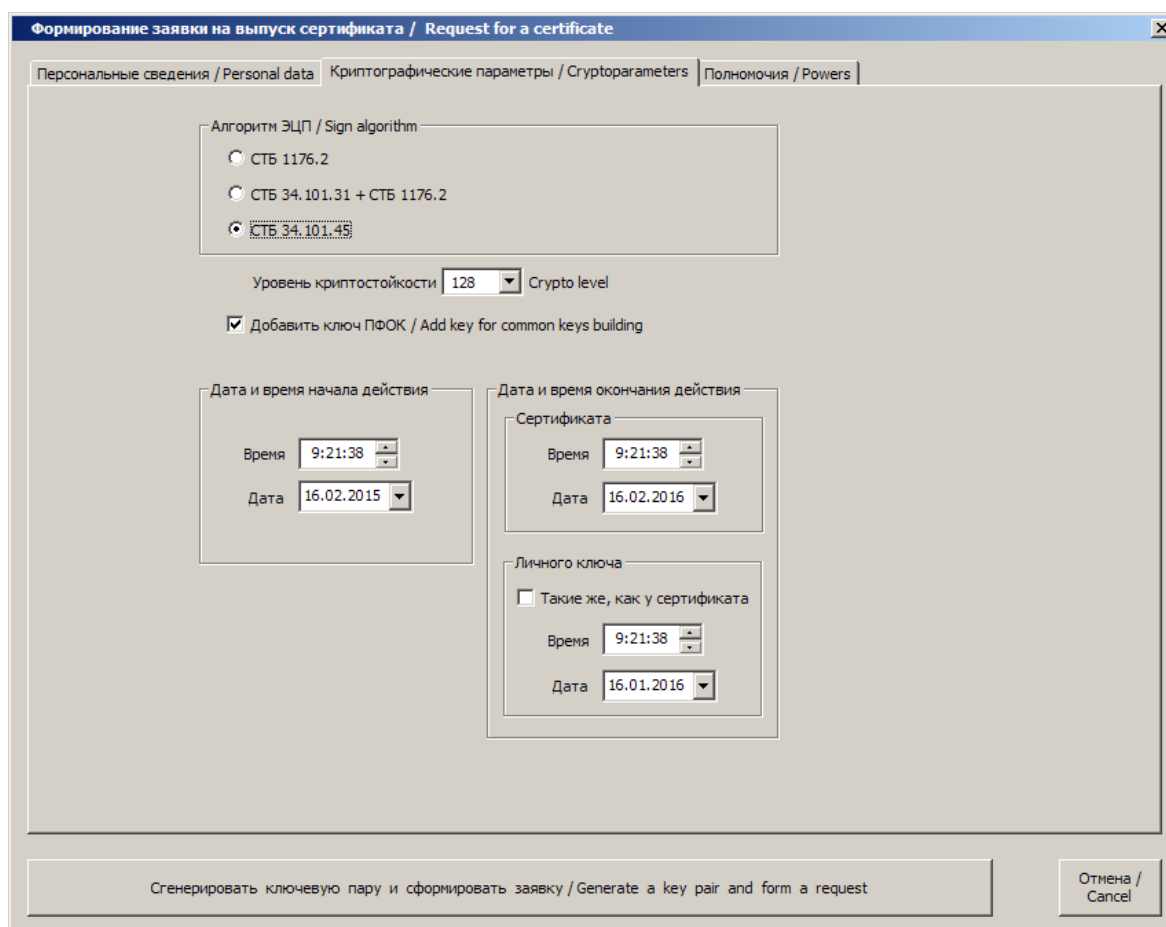 Формирование заявки на выпуск сертификата / Request for a certificate
Персональные сведения / Personal data
Криптографические параметры / Cryptoparameters
Полномочия / Powers
Алгоритм ЭЦП / Sign algorithm
СТБ 1176.2
СТБ 34.101.31 + СТБ 1176.2
СТБ 34.101.45
Уровень криптостойкости 128 Crypto level
Добавить ключ ПФОК / Add key for common keys building
Дата и время начала действия
Время 9:21:38
Дата 16.02.2015
Дата и время окончания действия
Сертификата
Время 9:21:38
Дата 16.02.2016
Личного ключа
Такие же, как у сертификата
Время 9:21:38
Дата 16.01.2016
Сгенерировать ключевую пару и сформировать заявку / Generate a key pair and form a request
Отмена /
Cancel